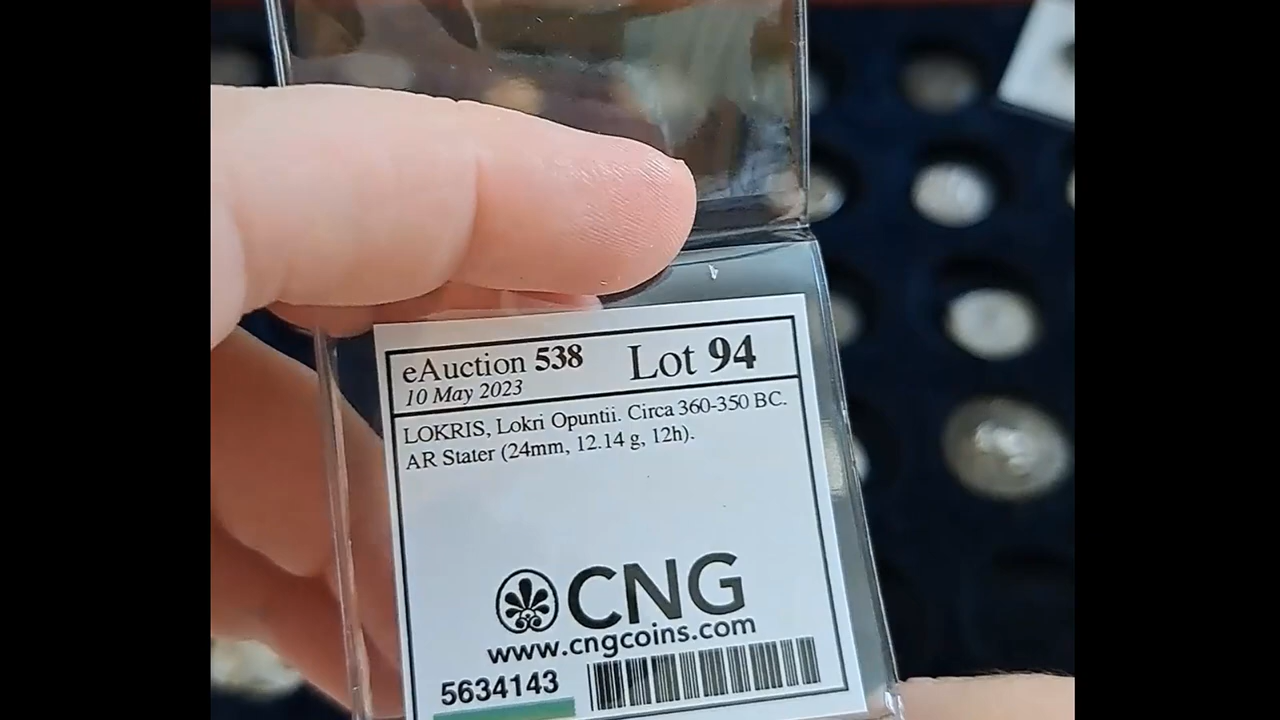 eAuction 538 Lot 94
10 May 2023
LOKRIS, Lokri Opuntii. Circa 360-350 BC.
AR Stater (24mm, 12.14 g, 12h).
CNG
www.cngcoins.com
5634143